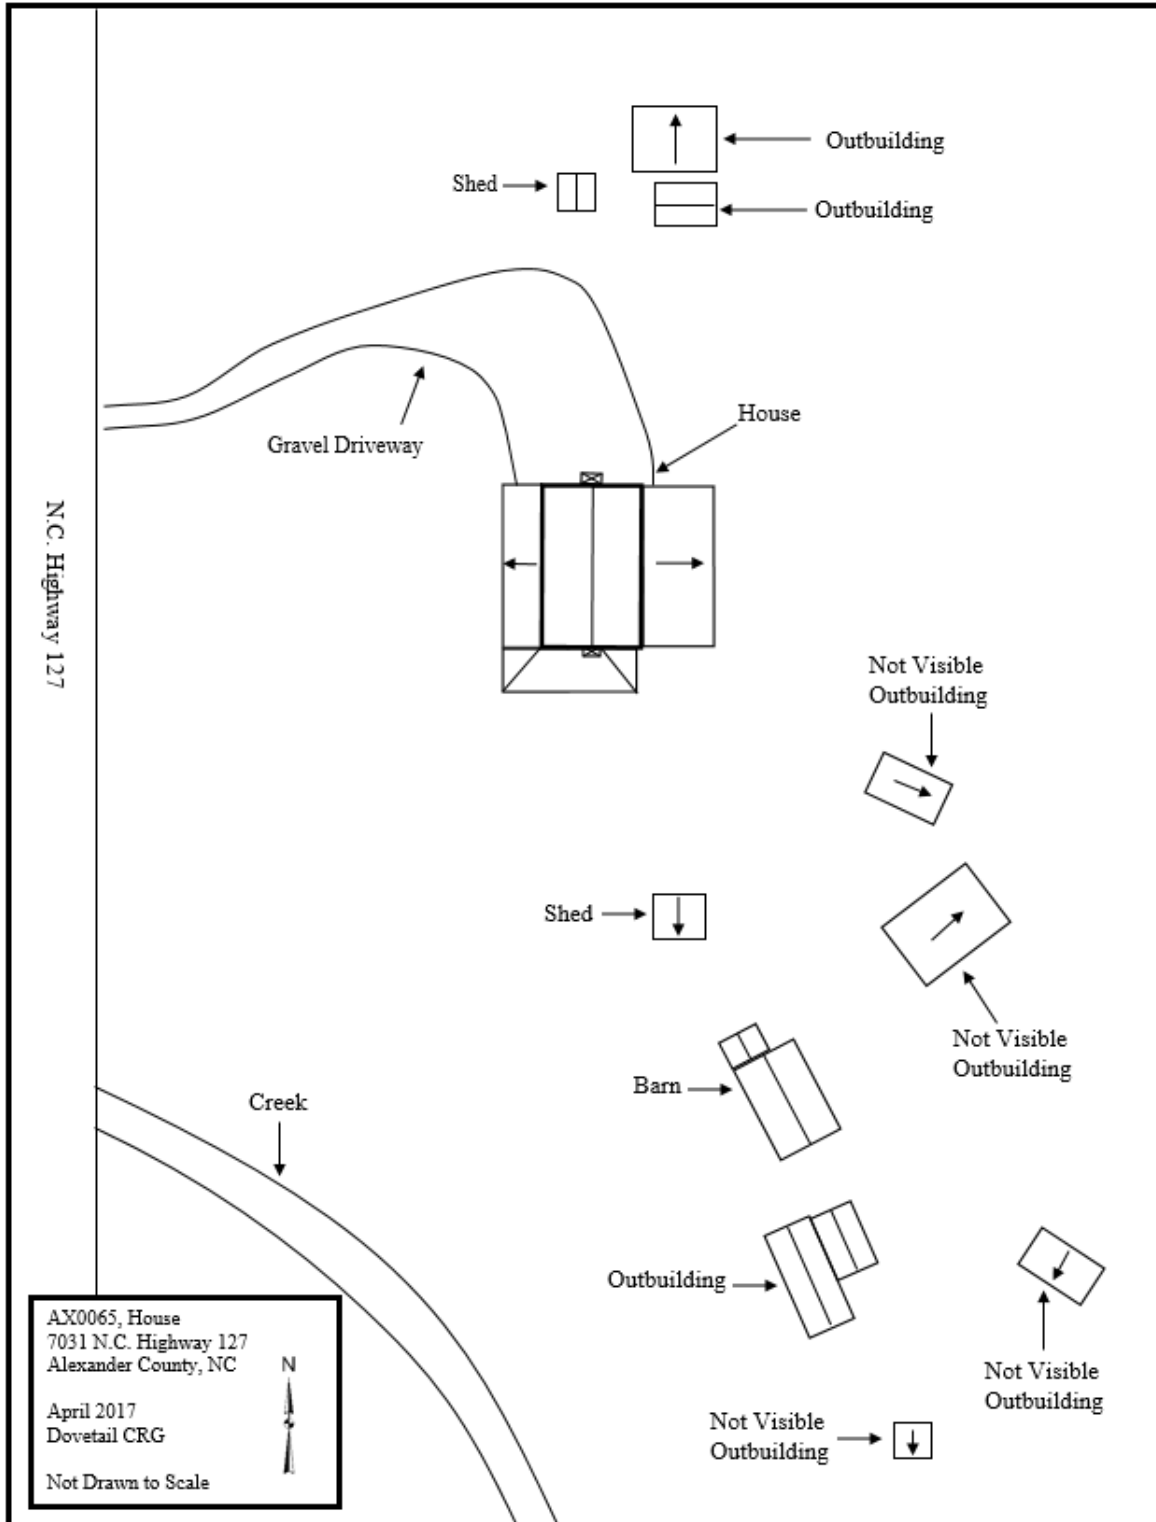 Outbuilding
Shed
Outbuilding
House
Gravel Driveway
N.C. Highway 127
Not Visible
Outbuilding
Shed
Not Visible
Outbuilding
Barn
Creek
Outbuilding
Not Visible
Outbuilding
Not Visible
Outbuilding
AX0065, House
7031 N.C. Highway 127
Alexander County, NC
N
April 2017
Dovetail CRG
Not Drawn to Scale